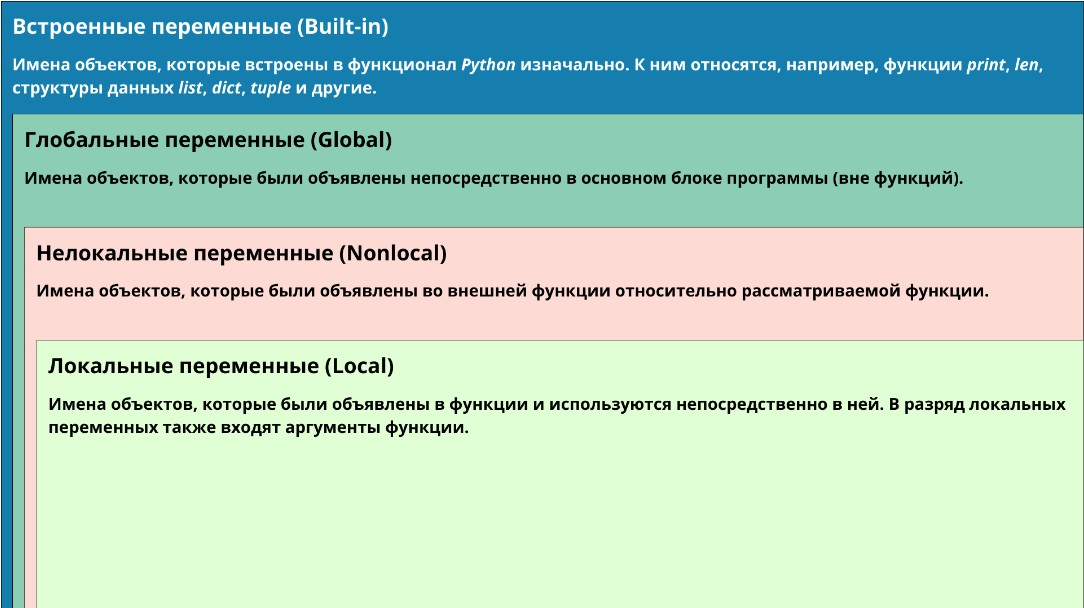 Встроенные переменные (Built-in)
Имена объектов, которые встроены в функционал Python изначально. К ним относятся, например, функции print, len,
структуры данных list, dict, tuple и другие.
Глобальные переменные (Global)
Имена объектов, которые были объявлены непосредственно в основном блоке программы (вне функций).
Нелокальные переменные (Nonlocal)
Имена объектов, которые были объявлены во внешней функции относительно рассматриваемой функции.
Локальные переменные (Local)
Имена объектов, которые были объявлены в функции и используются непосредственно в ней. В разряд локальных
переменных также входят аргументы функции.